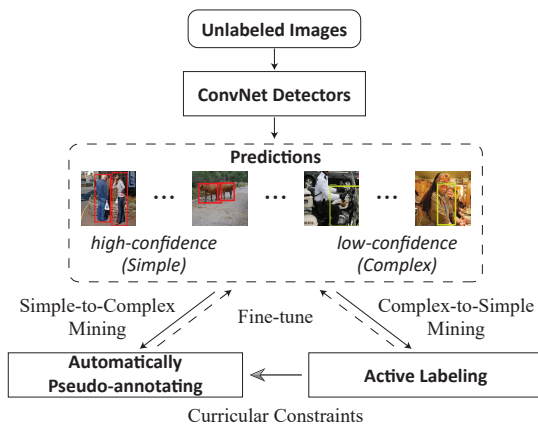 Unlabeled Images
ConvNet Detectors
Predictions
... ... ...
high-confidence
(Simple)
low-confidence
(Complex)
Simple-to-Complex
Mining
Fine-tune
Complex-to-Simple
Mining
Automatically
Pseudo-annotating
Active Labeling
Curricular Constraints